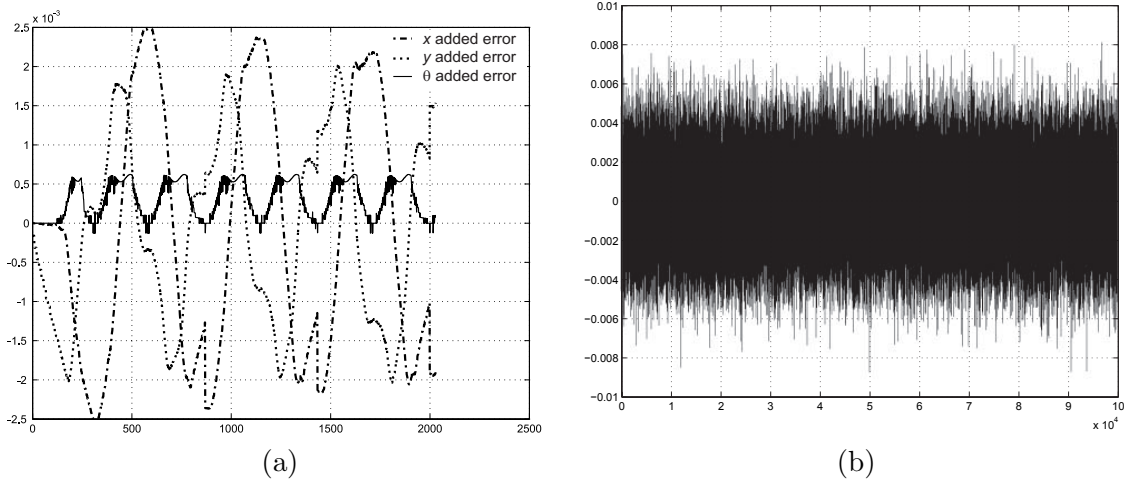 x 10⁻³
2.5
2
1.5
1
0.5
0
−0.5
−1
−1.5
−2
−2.5
0 500 1000 1500 2000 2500
x added error
y added error
θ added error
(a)
0.01
0.008
0.006
0.004
0.002
0
−0.002
−0.004
−0.006
−0.008
−0.01
0 1 2 3 4 5 6 7 8 9 10
x 10⁴
(b)